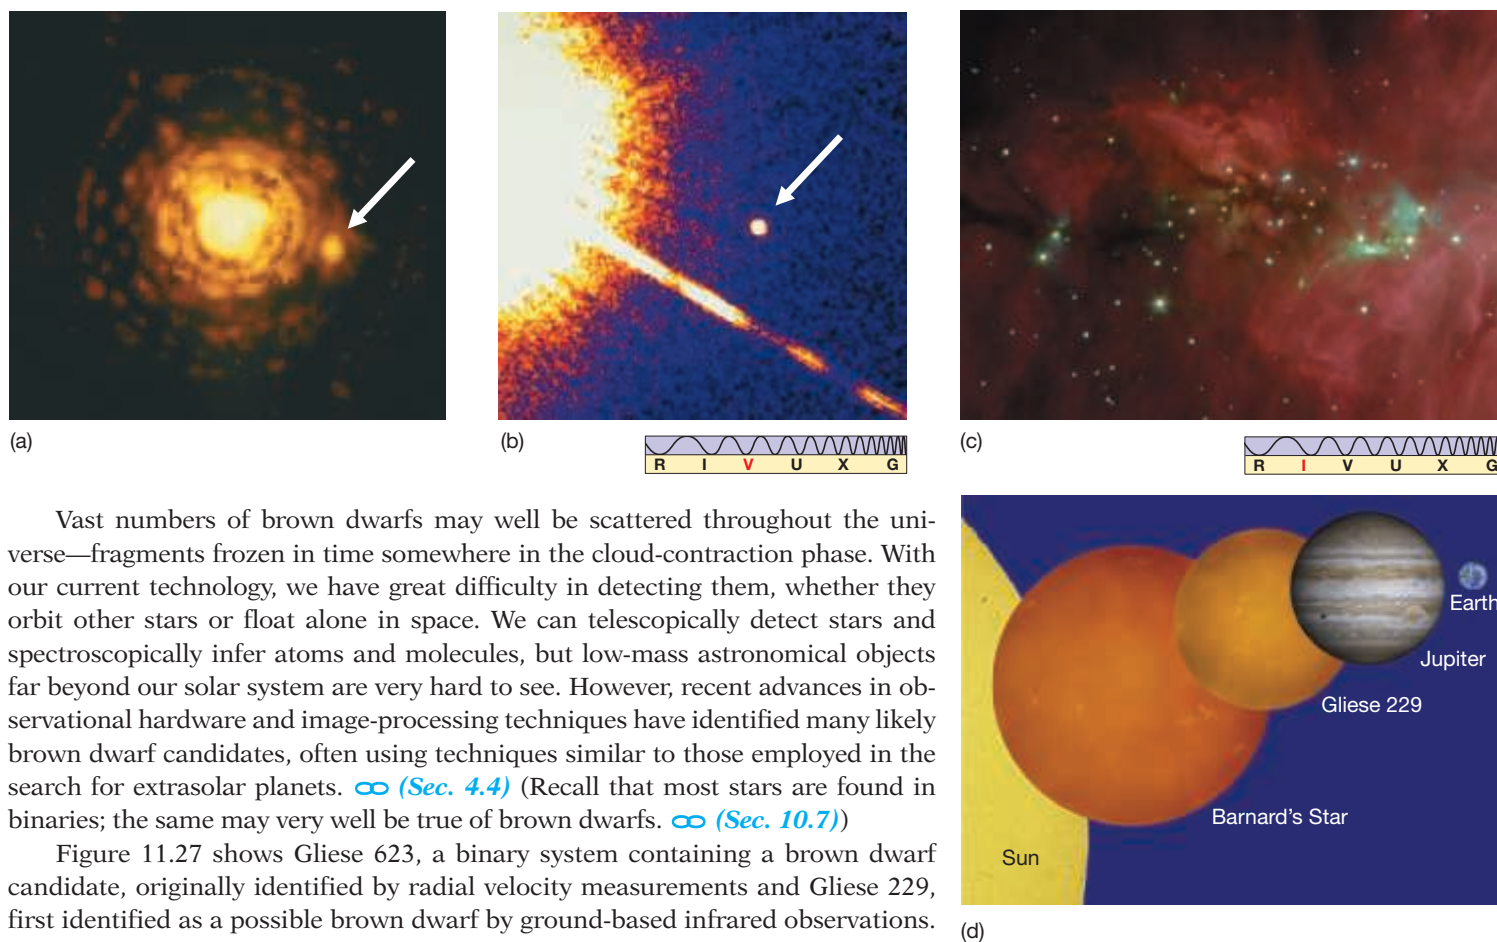 (a)
(b)
R I V U X G
(c)
R I V U X G
Vast numbers of brown dwarfs may well be scattered throughout the uni-
verse—fragments frozen in time somewhere in the cloud-contraction phase. With
our current technology, we have great difficulty in detecting them, whether they
orbit other stars or float alone in space. We can telescopically detect stars and
spectroscopically infer atoms and molecules, but low-mass astronomical objects
far beyond our solar system are very hard to see. However, recent advances in ob-
servational hardware and image-processing techniques have identified many likely
brown dwarf candidates, often using techniques similar to those employed in the
search for extrasolar planets. (Sec. 4.4) (Recall that most stars are found in
binaries; the same may very well be true of brown dwarfs. (Sec. 10.7))
Figure 11.27 shows Gliese 623, a binary system containing a brown dwarf
candidate, originally identified by radial velocity measurements and Gliese 229,
first identified as a possible brown dwarf by ground-based infrared observations.
Earth
Jupiter
Gliese 229
Barnard's Star
Sun
(d)